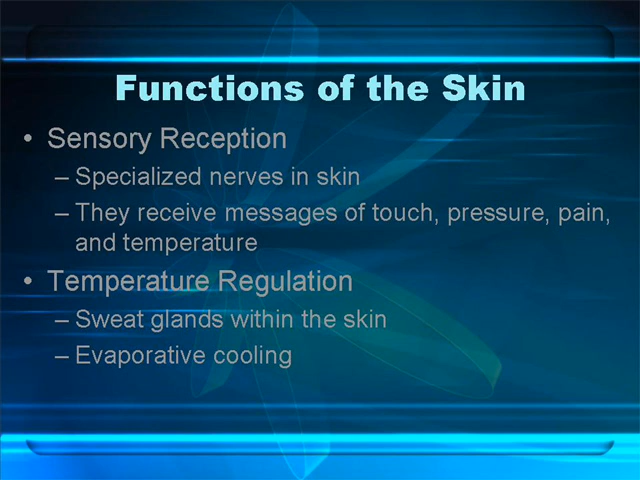 Functions of the Skin
• Sensory Reception
– Specialized nerves in skin
– They receive messages of touch, pressure, pain,
and temperature
• Temperature Regulation
– Sweat glands within the skin
– Evaporative cooling